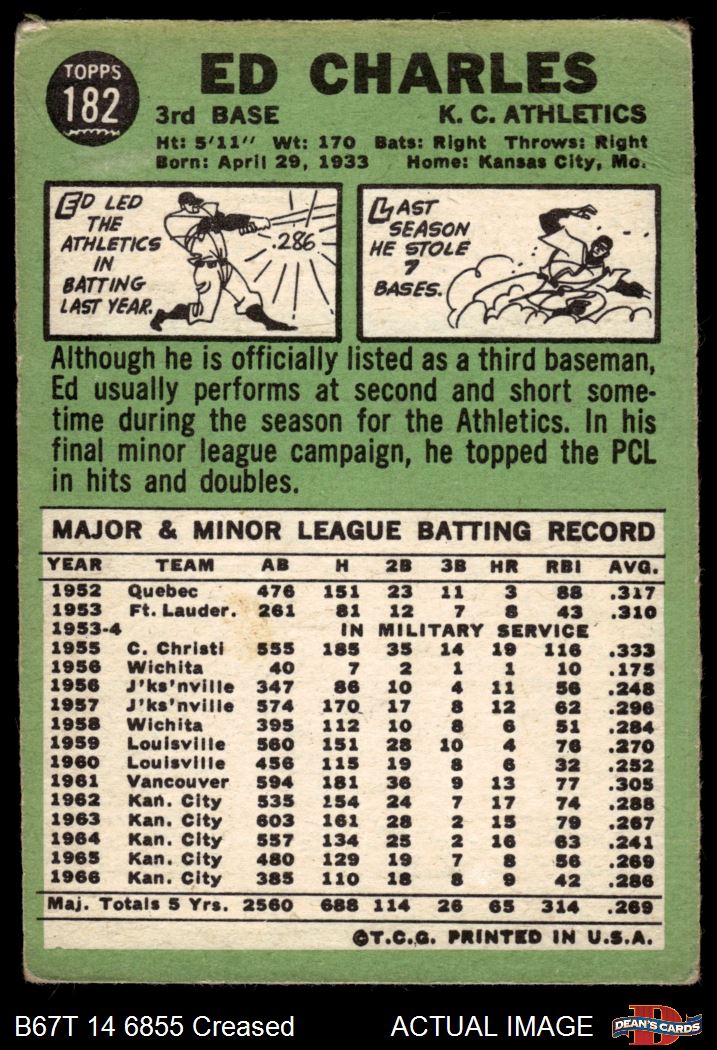 TOPPS
182
ED CHARLES
3rd BASE K. C. ATHLETICS
Ht: 5'11" Wt: 170 Bats: Right Throws: Right
Born: April 29, 1933 Home: Kansas City, Mo.
ED LED
THE
ATHLETICS
IN
BATTING
LAST YEAR.
.286
LAST
SEASON
HE STOLE
7
BASES.
Although he is officially listed as a third baseman,
Ed usually performs at second and short some-
time during the season for the Athletics. In his
final minor league campaign, he topped the PCL
in hits and doubles.
MAJOR & MINOR LEAGUE BATTING RECORD
YEAR TEAM AB H 2B 3B HR RBI AVG.
1952 Quebec 476 151 23 11 3 88 .317
1953 Ft. Lauder. 261 81 12 7 8 43 .310
1953-4 IN MILITARY SERVICE
1955 C. Christi 555 185 35 14 19 116 .333
1956 Wichita 40 7 2 1 1 10 .175
1956 J'ks'nville 347 86 10 4 11 56 .248
1957 J'ks'nville 574 170 17 8 12 62 .296
1958 Wichita 395 112 10 8 6 51 .284
1959 Louisville 560 151 28 10 4 76 .270
1960 Louisville 456 115 19 8 6 32 .252
1961 Vancouver 594 181 36 9 13 77 .305
1962 Kan. City 535 154 24 7 17 74 .288
1963 Kan. City 603 161 28 2 15 79 .267
1964 Kan. City 557 134 25 2 16 63 .241
1965 Kan. City 480 129 19 7 8 56 .269
1966 Kan. City 385 110 18 8 9 42 .286
Maj. Totals 5 Yrs. 2560 688 114 26 65 314 .269
©T.C.G. PRINTED IN U.S.A.
B67T 14 6855 Creased ACTUAL IMAGE
D
DEAN'S CARDS